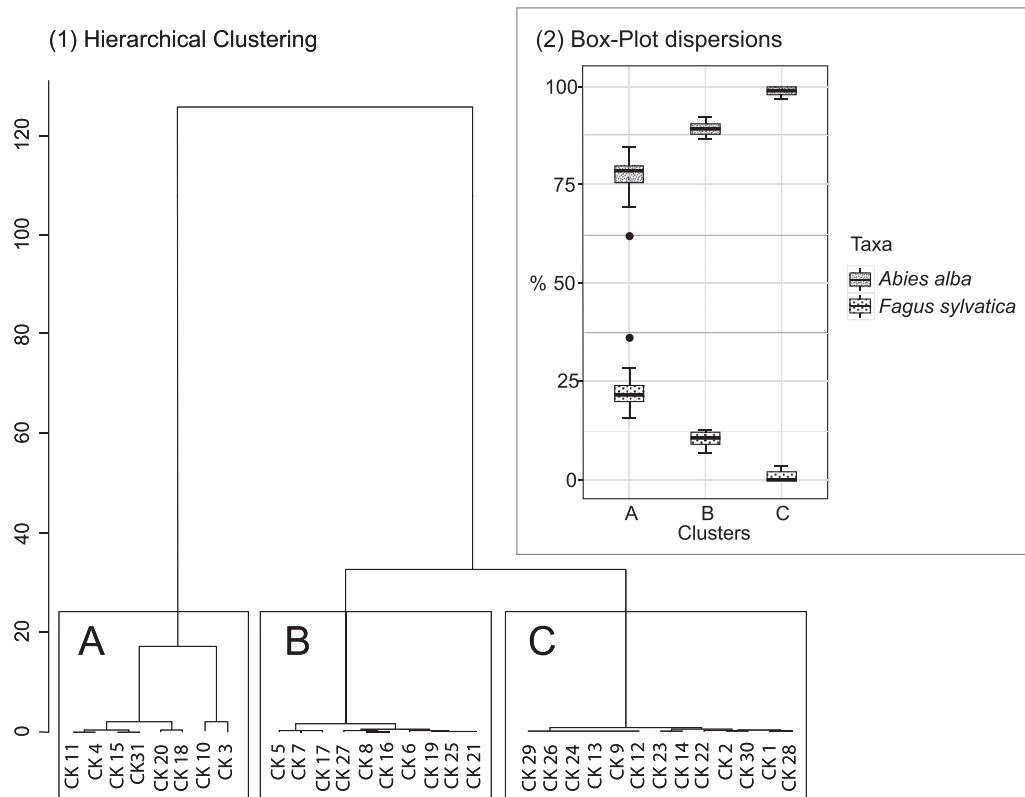 (1) Hierarchical Clustering
120
100
80
60
40
20
0
A
B
C
CK 11
CK 4
CK 15
CK31
CK 20
CK 18
CK 10
CK 3
CK 5
CK 7
CK 17
CK 27
CK 8
CK 16
CK 6
CK 19
CK 25
CK 21
CK 29
CK 26
CK 24
CK 13
CK 9
CK 12
CK 23
CK 14
CK 22
CK 2
CK 30
CK 1
CK 28
(2) Box-Plot dispersions
100
75
% 50
25
0
A B C
Clusters
Taxa
Abies alba
Fagus sylvatica